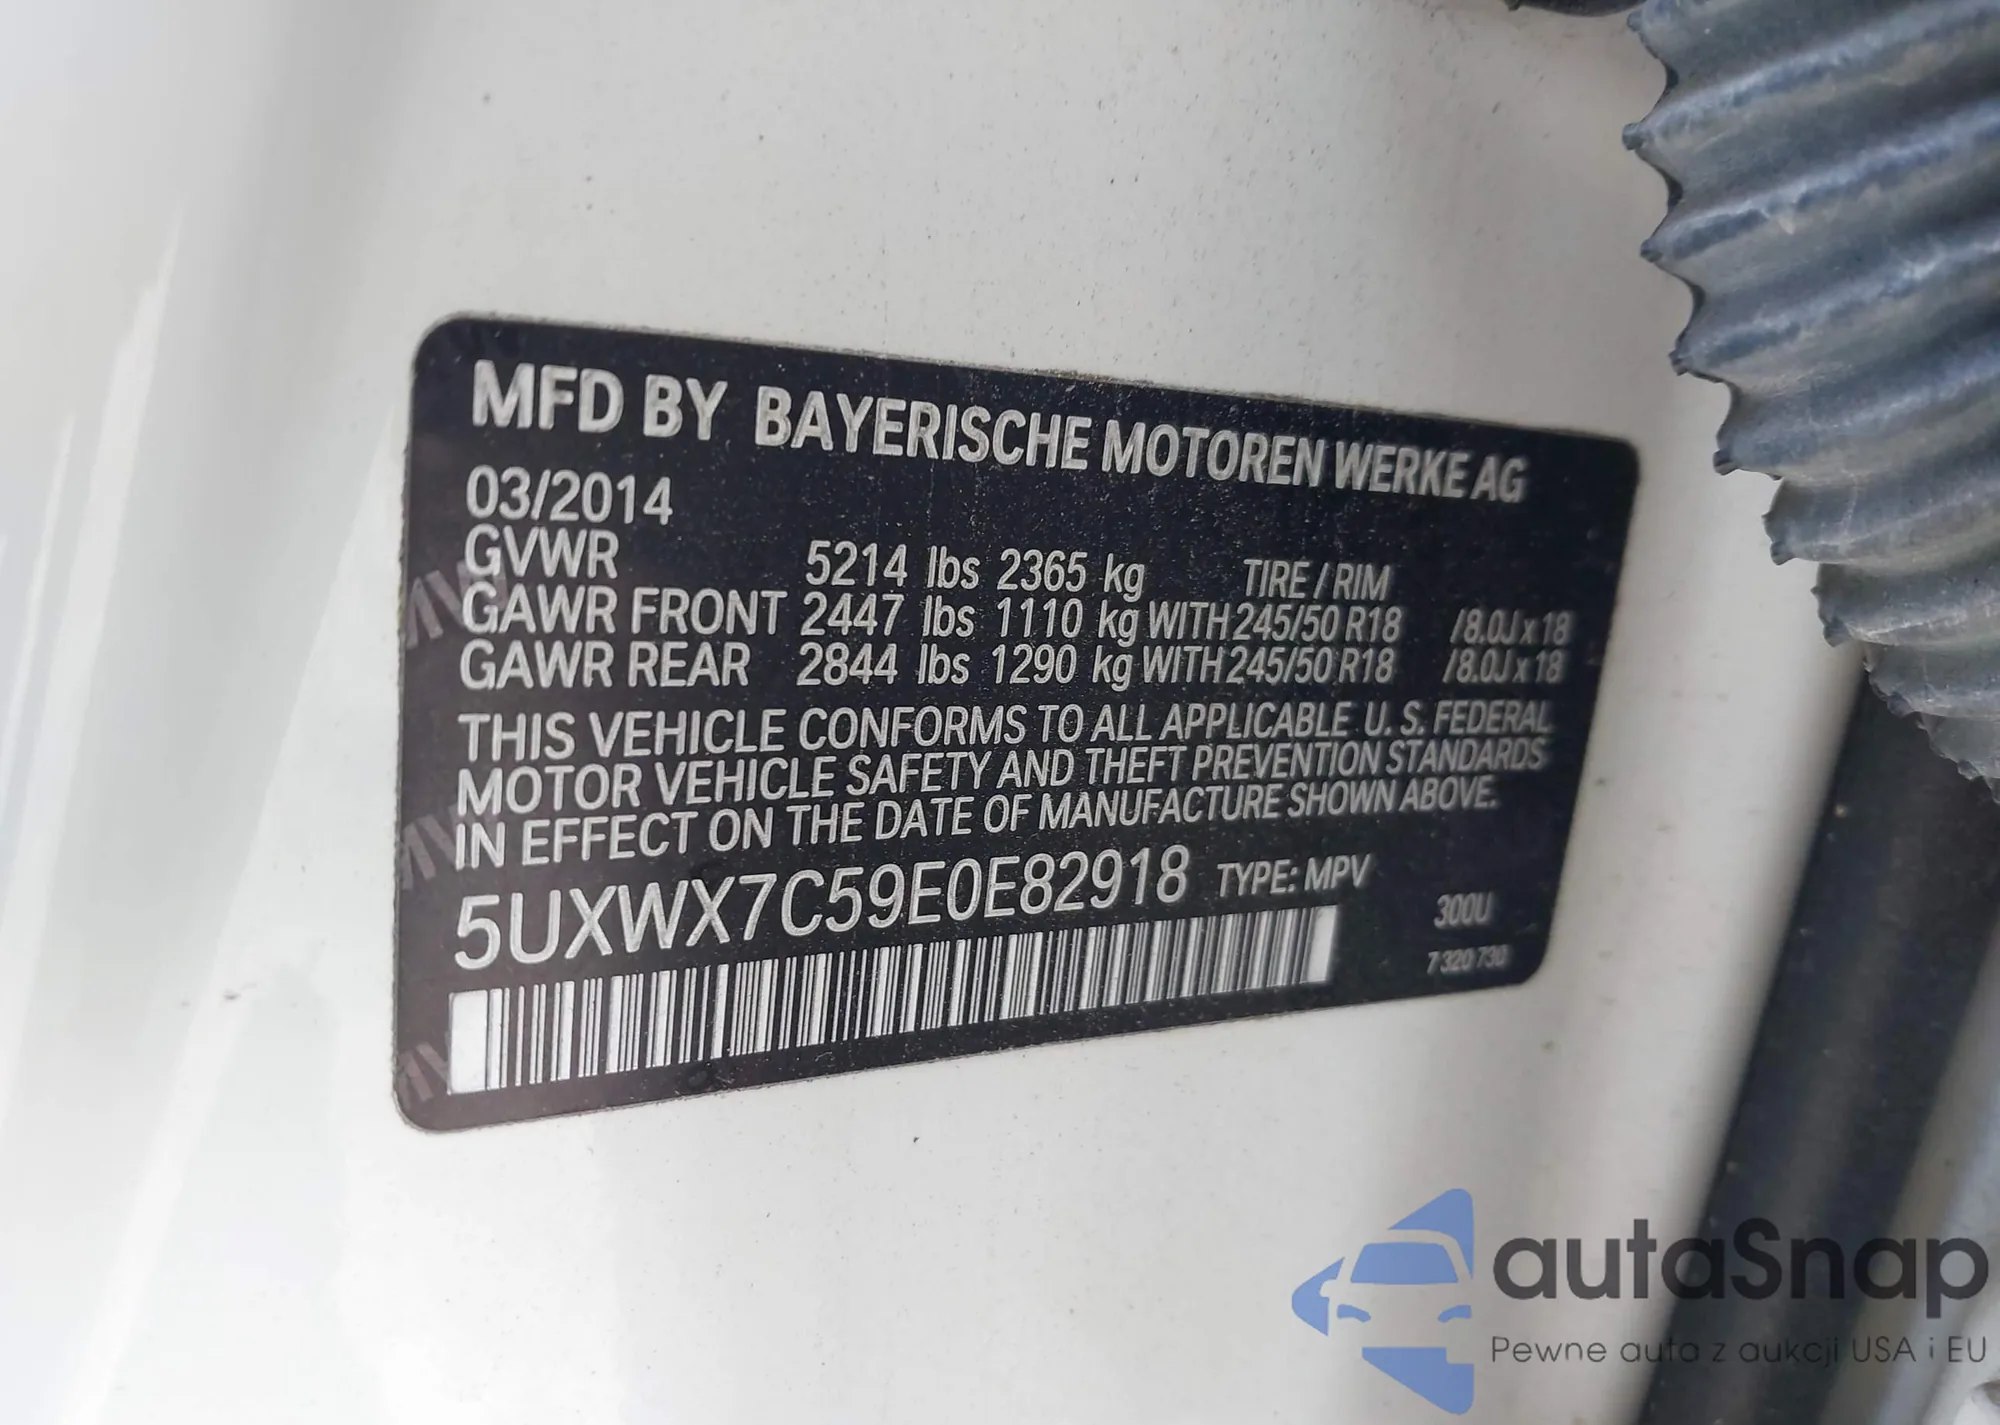 MFD BY BAYERISCHE MOTOREN WERKE AG
03/2014
GVWR 5214 lbs 2365 kg TIRE / RIM
GAWR FRONT 2447 lbs 1110 kg WITH 245/50 R18 /8.0J x 18
GAWR REAR 2844 lbs 1290 kg WITH 245/50 R18 /8.0J x 18
THIS VEHICLE CONFORMS TO ALL APPLICABLE U. S. FEDERAL
MOTOR VEHICLE SAFETY AND THEFT PREVENTION STANDARDS
IN EFFECT ON THE DATE OF MANUFACTURE SHOWN ABOVE.
5UXWX7C59E0E82918 TYPE: MPV
300U
7 320 730
autaSnap
Pewne auta z aukcji USA i EU